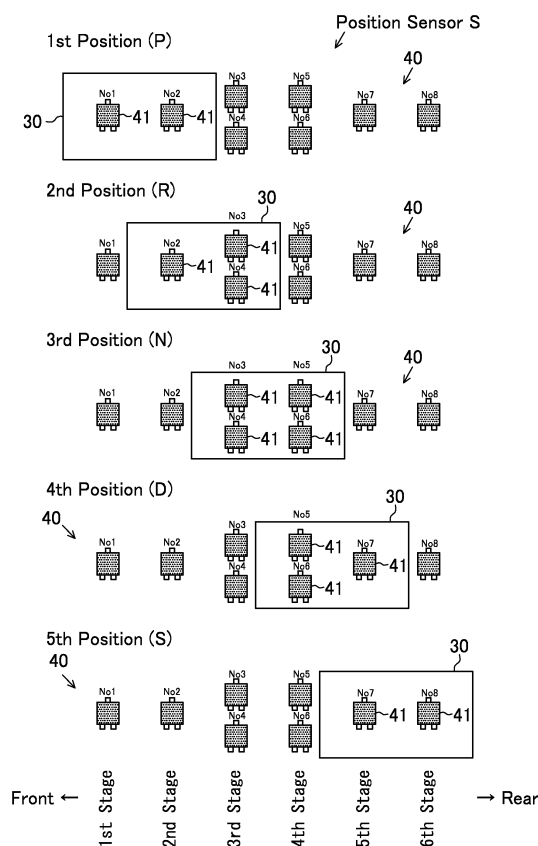 Position Sensor S
1st Position (P)
40
No1 No2 No3 No5 No7 No8
30 41 41 No4 No6
2nd Position (R)
30
40
No1 No2 No3 No5 No7 No8
41 41
No4 No6
41
3rd Position (N)
30
40
No1 No2 No3 No5 No7 No8
41 41
No4 No6
41 41
4th Position (D)
30
40
No1 No2 No3 No5 No7 No8
41 41
No4 No6
41
5th Position (S)
30
40
No1 No2 No3 No5 No7 No8
41 41
No4 No6
Front ← 1st Stage 2nd Stage 3rd Stage 4th Stage 5th Stage 6th Stage → Rear